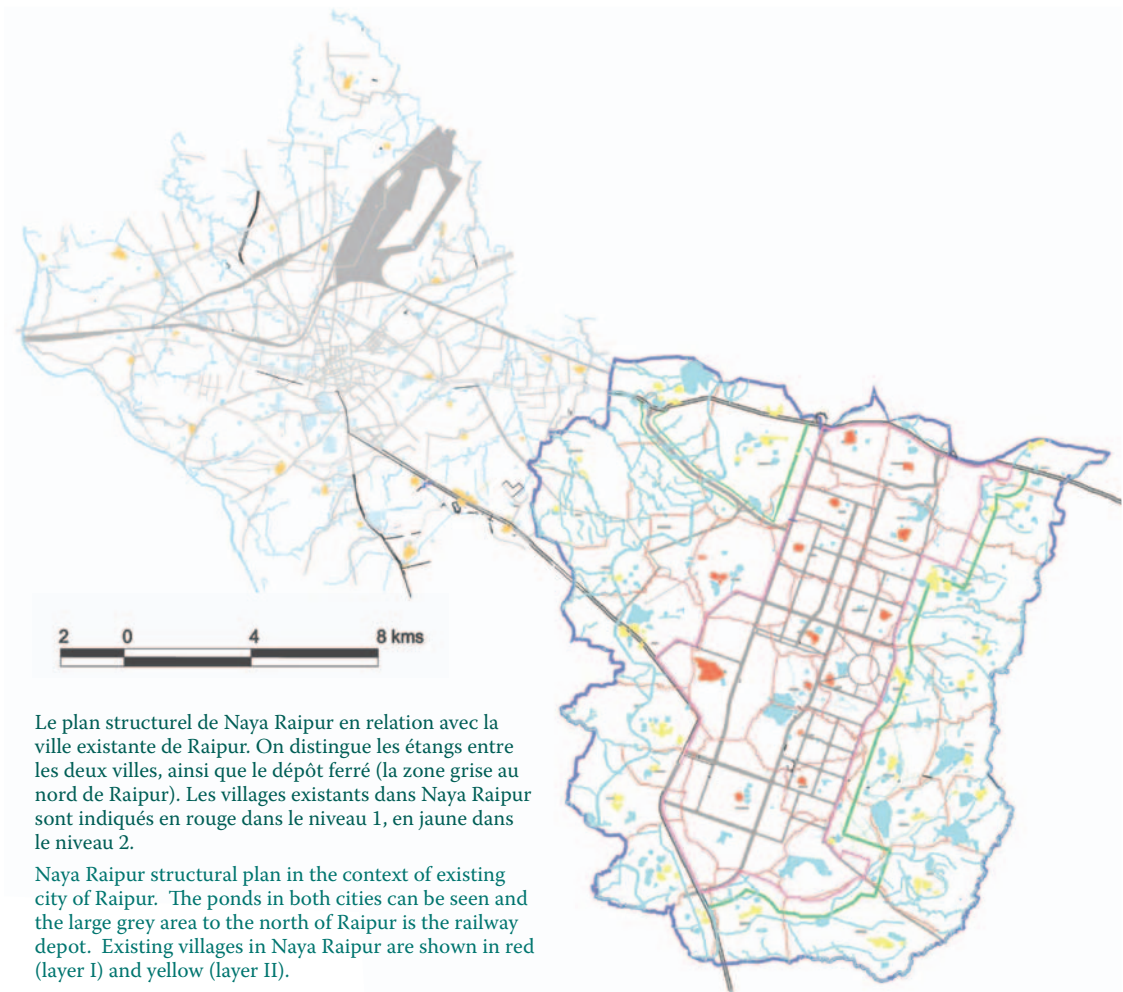 2 0 4 8 kms
Le plan structurel de Naya Raipur en relation avec la
ville existante de Raipur. On distingue les étangs entre
les deux villes, ainsi que le dépôt ferré (la zone grise au
nord de Raipur). Les villages existants dans Naya Raipur
sont indiqués en rouge dans le niveau 1, en jaune dans
le niveau 2.
Naya Raipur structural plan in the context of existing
city of Raipur. The ponds in both cities can be seen and
the large grey area to the north of Raipur is the railway
depot. Existing villages in Naya Raipur are shown in red
(layer I) and yellow (layer II).